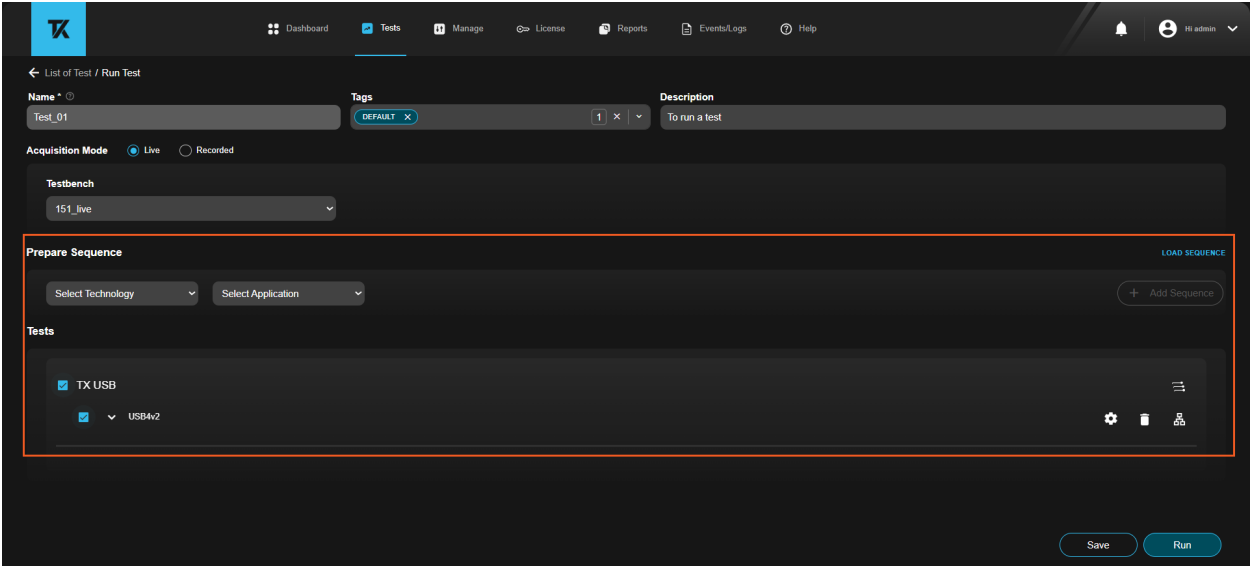 TK
Dashboard Tests Manage License Reports Events/Logs Help Hi admin
List of Test / Run Test
Name * Tags Description
Test_01 DEFAULT X 1 To run a test
Acquisition Mode Live Recorded
Testbench
151_live
Prepare Sequence LOAD SEQUENCE
Select Technology Select Application + Add Sequence
Tests
TX USB
USB4v2
Save Run